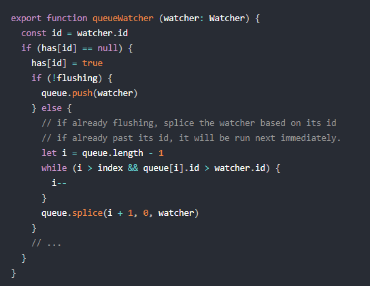 export function queueWatcher (watcher: Watcher) {
  const id = watcher.id
  if (has[id] == null) {
    has[id] = true
    if (!flushing) {
      queue.push(watcher)
    } else {
      // if already flushing, splice the watcher based on its id
      // if already past its id, it will be run next immediately.
      let i = queue.length - 1
      while (i > index && queue[i].id > watcher.id) {
        i--
      }
      queue.splice(i + 1, 0, watcher)
    }
    // ...
  }
}